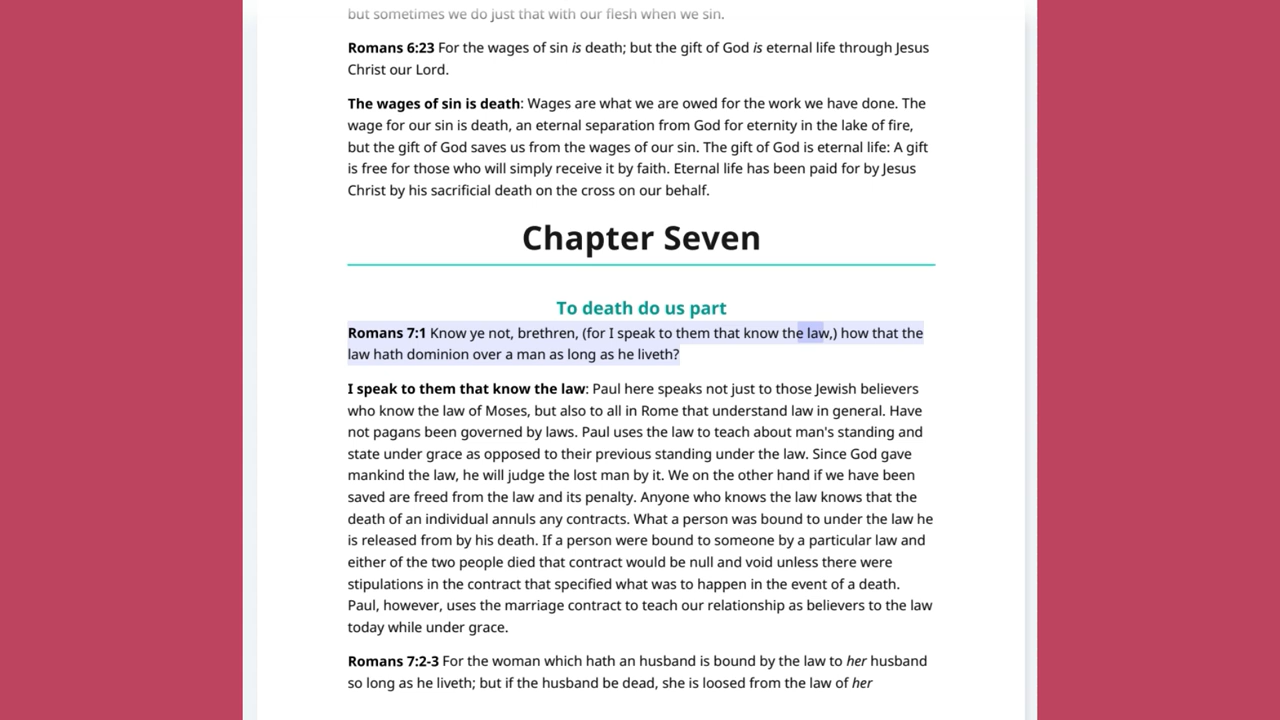 but sometimes we do just that with our flesh when we sin.
Romans 6:23 For the wages of sin is death; but the gift of God is eternal life through Jesus
Christ our Lord.
The wages of sin is death: Wages are what we are owed for the work we have done. The
wage for our sin is death, an eternal separation from God for eternity in the lake of fire,
but the gift of God saves us from the wages of our sin. The gift of God is eternal life: A gift
is free for those who will simply receive it by faith. Eternal life has been paid for by Jesus
Christ by his sacrificial death on the cross on our behalf.
Chapter Seven
To death do us part
Romans 7:1 Know ye not, brethren, (for I speak to them that know the law,) how that the
law hath dominion over a man as long as he liveth?
I speak to them that know the law: Paul here speaks not just to those Jewish believers
who know the law of Moses, but also to all in Rome that understand law in general. Have
not pagans been governed by laws. Paul uses the law to teach about man's standing and
state under grace as opposed to their previous standing under the law. Since God gave
mankind the law, he will judge the lost man by it. We on the other hand if we have been
saved are freed from the law and its penalty. Anyone who knows the law knows that the
death of an individual annuls any contracts. What a person was bound to under the law he
is released from by his death. If a person were bound to someone by a particular law and
either of the two people died that contract would be null and void unless there were
stipulations in the contract that specified what was to happen in the event of a death.
Paul, however, uses the marriage contract to teach our relationship as believers to the law
today while under grace.
Romans 7:2-3 For the woman which hath an husband is bound by the law to her husband
so long as he liveth; but if the husband be dead, she is loosed from the law of her